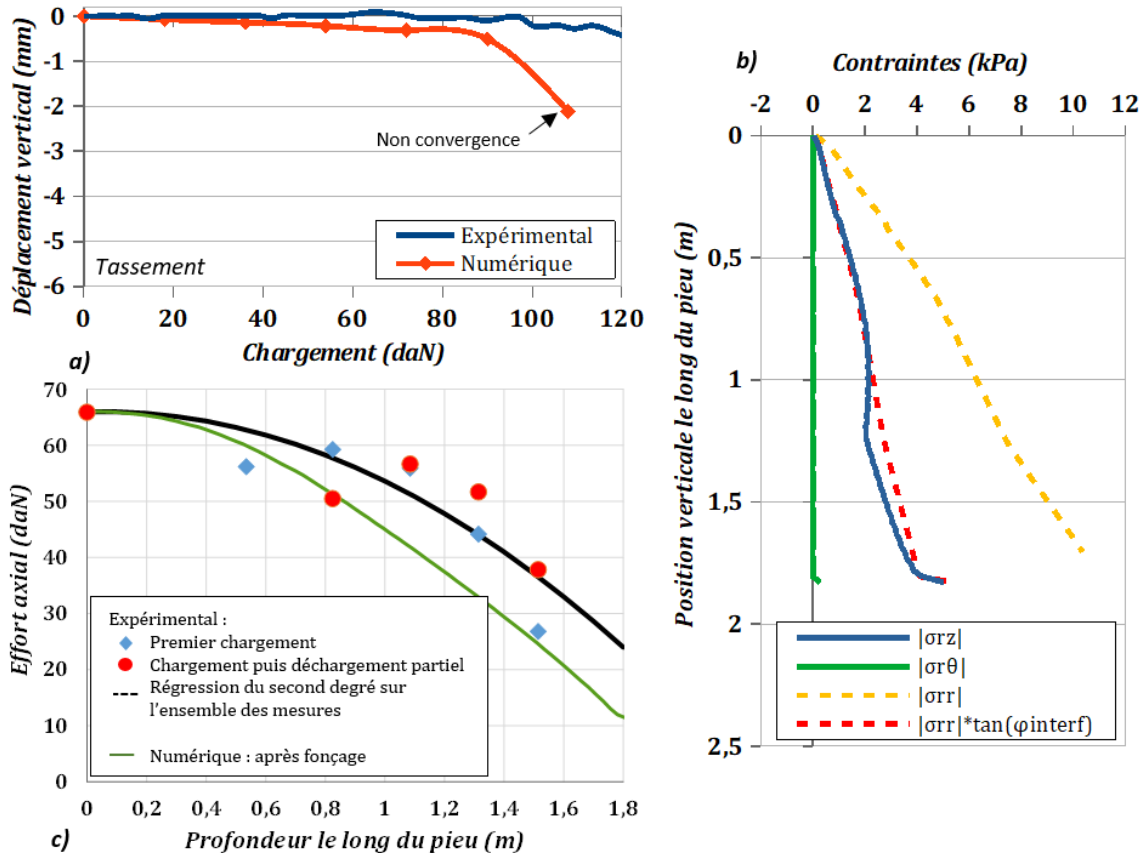 0
-1
-2
-3
-4
-5
-6
Déplacement vertical (mm)
Non convergence
Expérimental
Numérique
Tassement
0 20 40 60 80 100 120
Chargement (daN)
a)
b)
Contraintes (kPa)
-2 0 2 4 6 8 10 12
0
0,5
1
1,5
2
2,5
Position verticale le long du pieu (m)
|σrz|
|σrθ|
|σrr|
|σrr|*tan(φinterf)
70
60
50
40
30
20
10
0
Effort axial (daN)
Expérimental :
Premier chargement
Chargement puis déchargement partiel
Régression du second degré sur
l'ensemble des mesures
Numérique : après fonçage
0 0,2 0,4 0,6 0,8 1 1,2 1,4 1,6 1,8
Profondeur le long du pieu (m)
c)